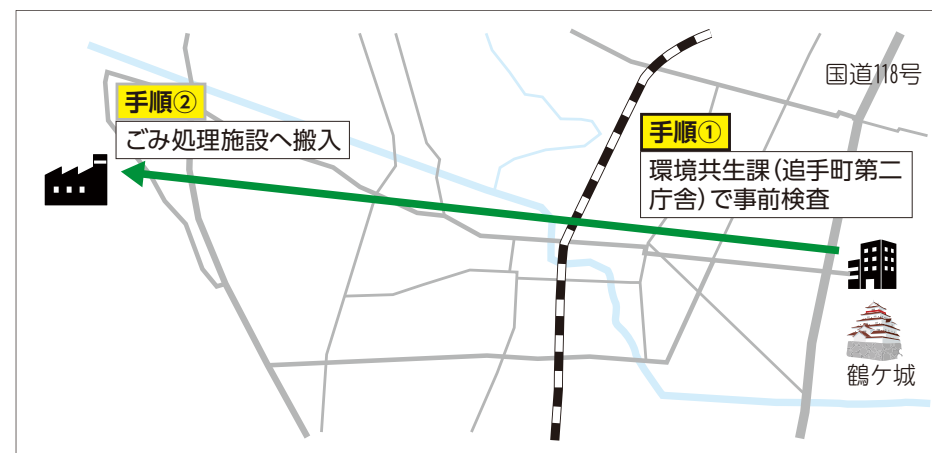 国道118号
手順②
ごみ処理施設へ搬入
手順①
環境共生課(追手町第二
庁舎)で事前検査
鶴ケ城